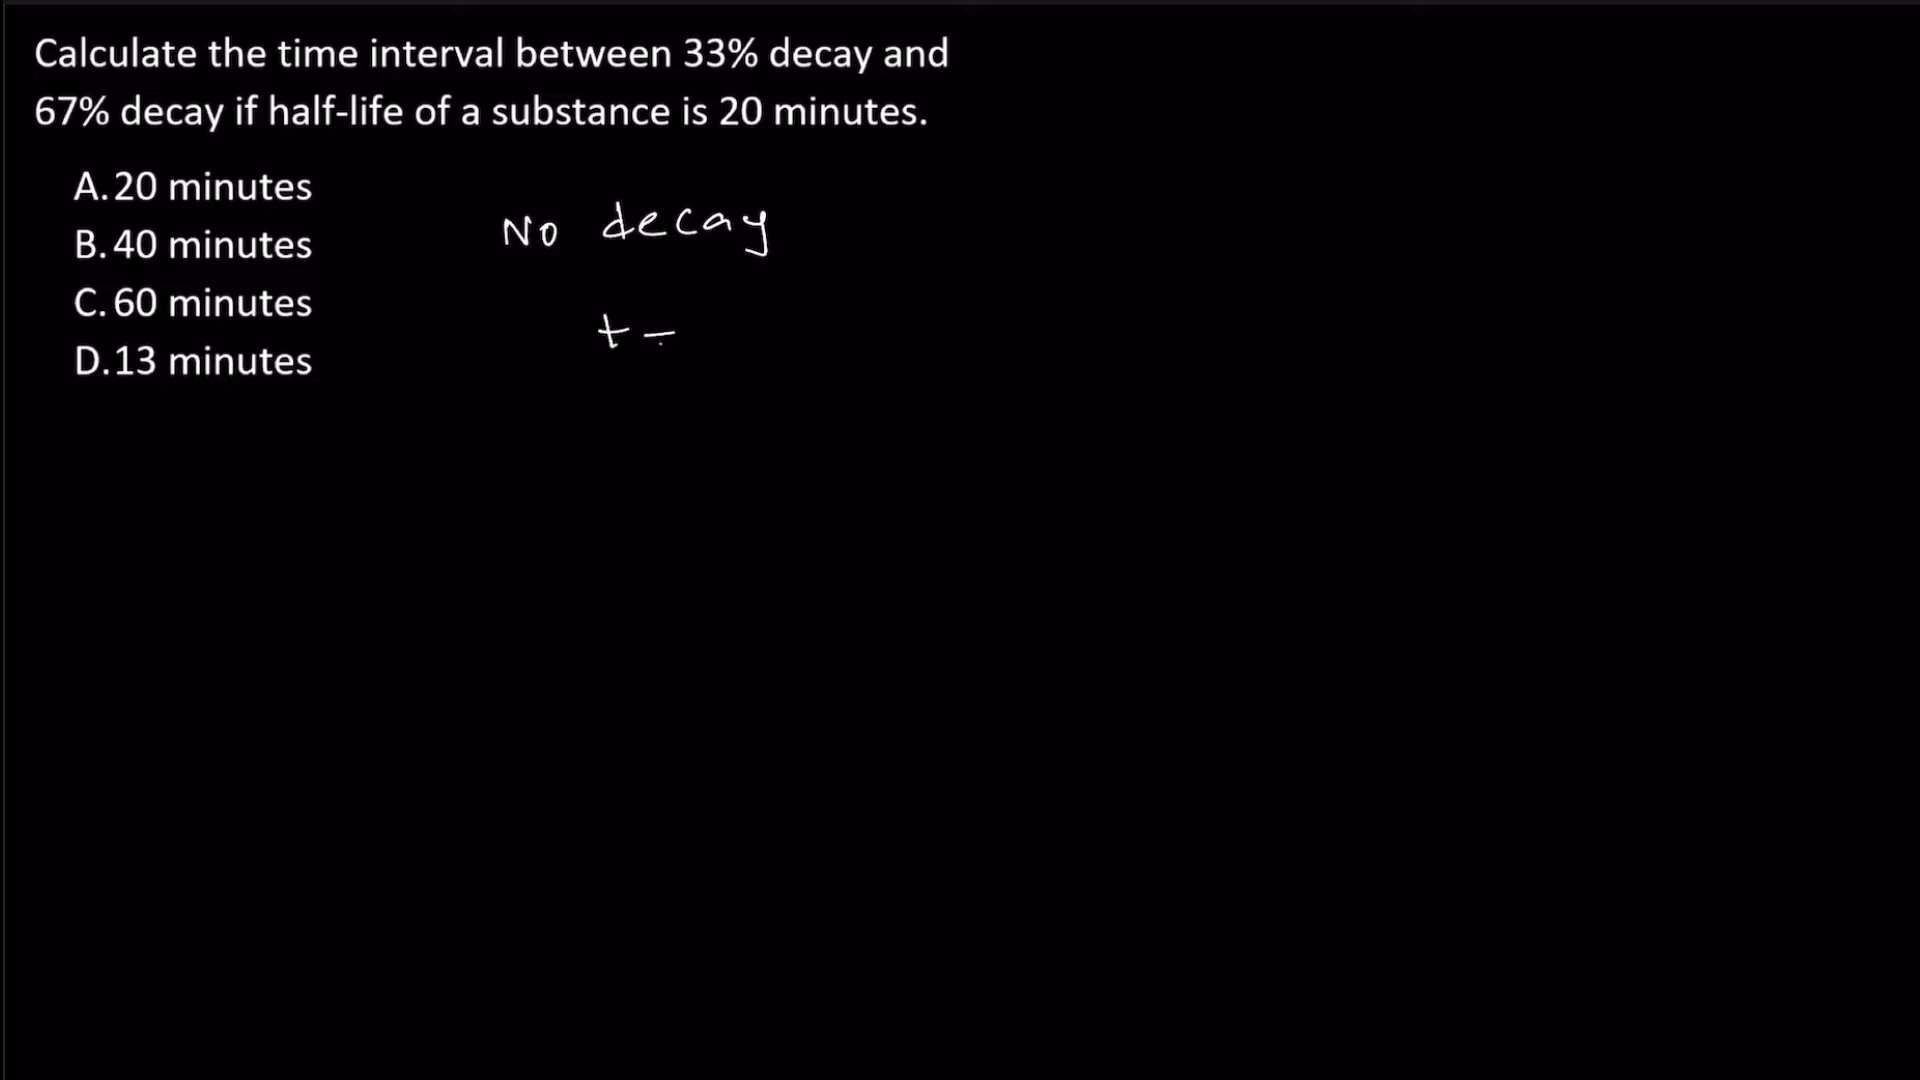 Calculate the time interval between 33% decay and
67% decay if half-life of a substance is 20 minutes.
A. 20 minutes
B. 40 minutes
C. 60 minutes
D. 13 minutes
No decay
t =